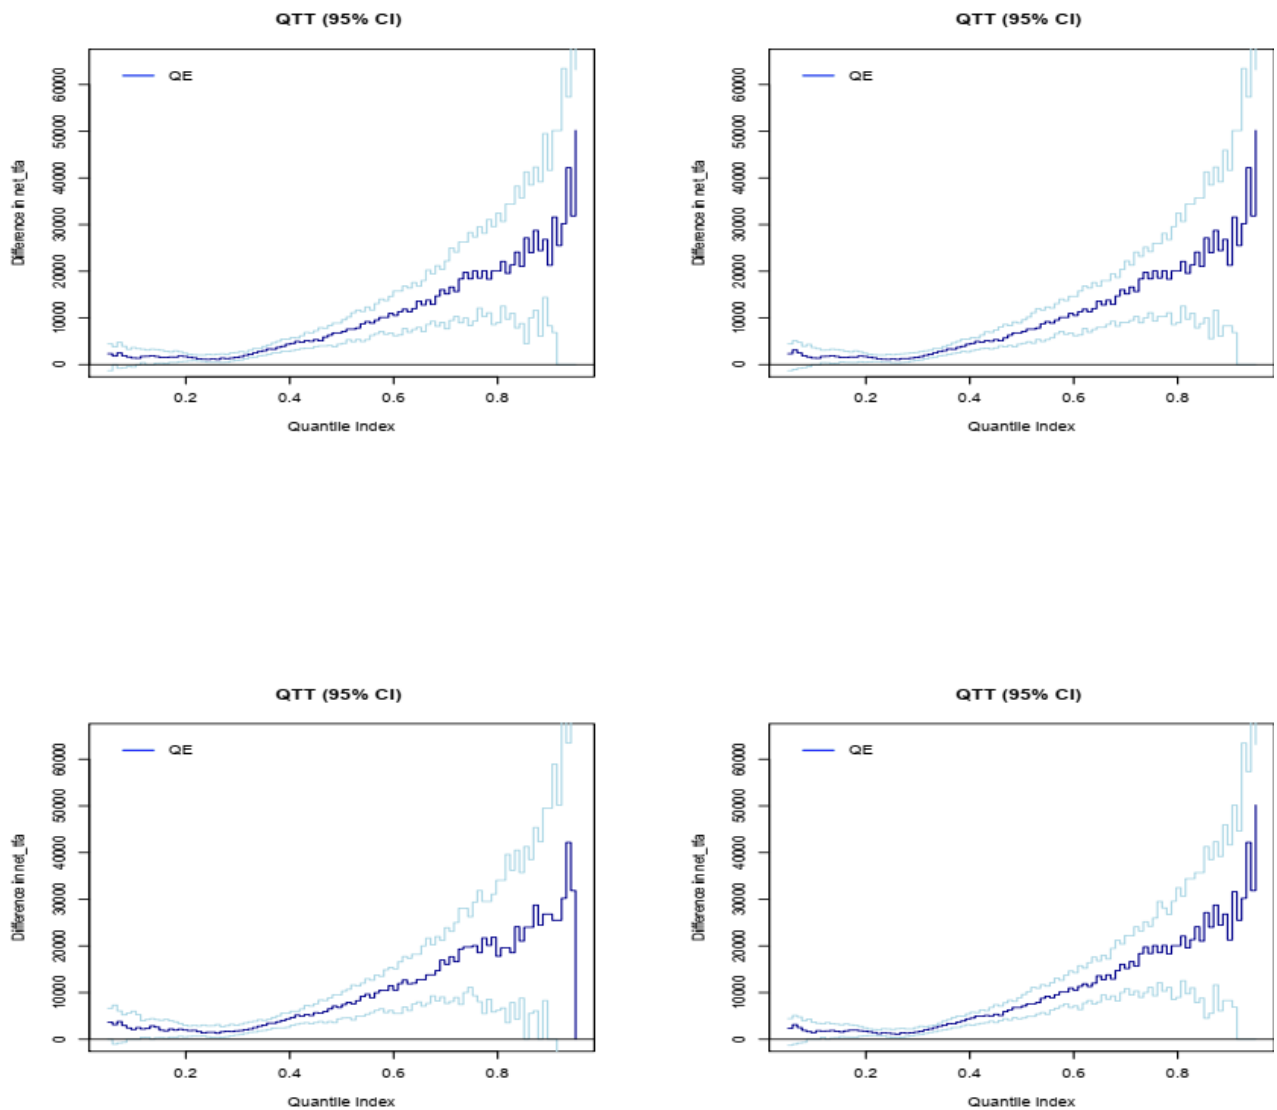 QTT (95% CI)
QE
60000
50000
40000
30000
20000
10000
0
Difference in net_tfa
0.2 0.4 0.6 0.8
Quantile Index
QTT (95% CI)
QE
60000
50000
40000
30000
20000
10000
0
Difference in net_tfa
0.2 0.4 0.6 0.8
Quantile Index
QTT (95% CI)
QE
60000
50000
40000
30000
20000
10000
0
Difference in net_tfa
0.2 0.4 0.6 0.8
Quantile Index
QTT (95% CI)
QE
60000
50000
40000
30000
20000
10000
0
Difference in net_tfa
0.2 0.4 0.6 0.8
Quantile Index